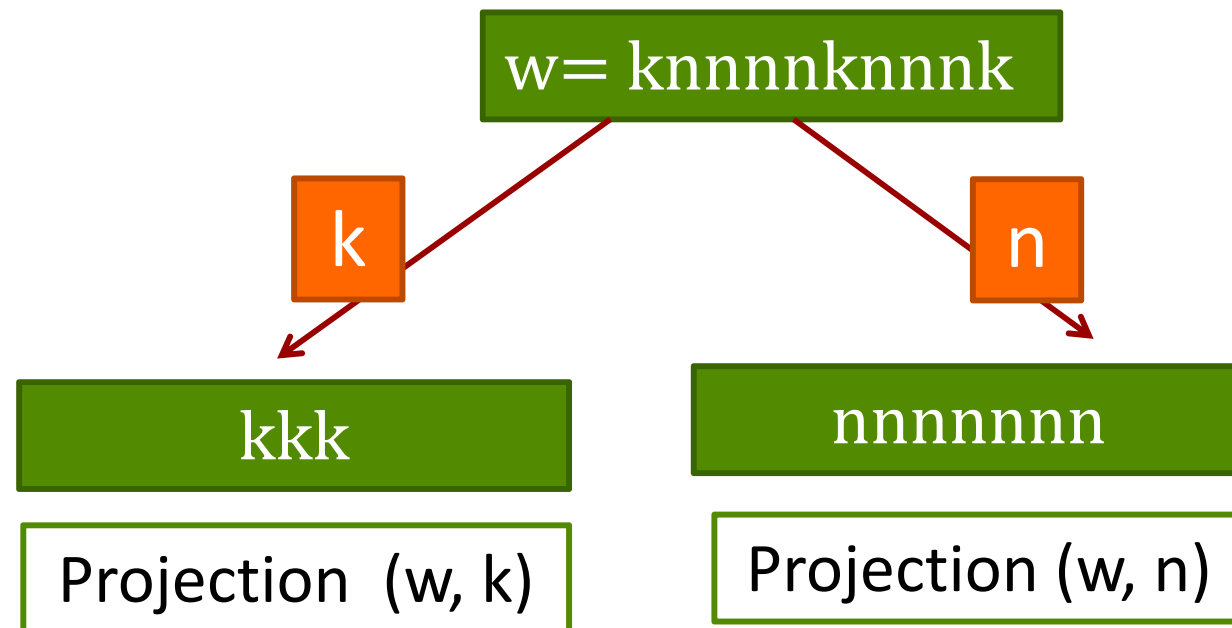 w= knnnnknnnk
k
n
kkk
nnnnnnn
Projection (w, k)
Projection (w, n)